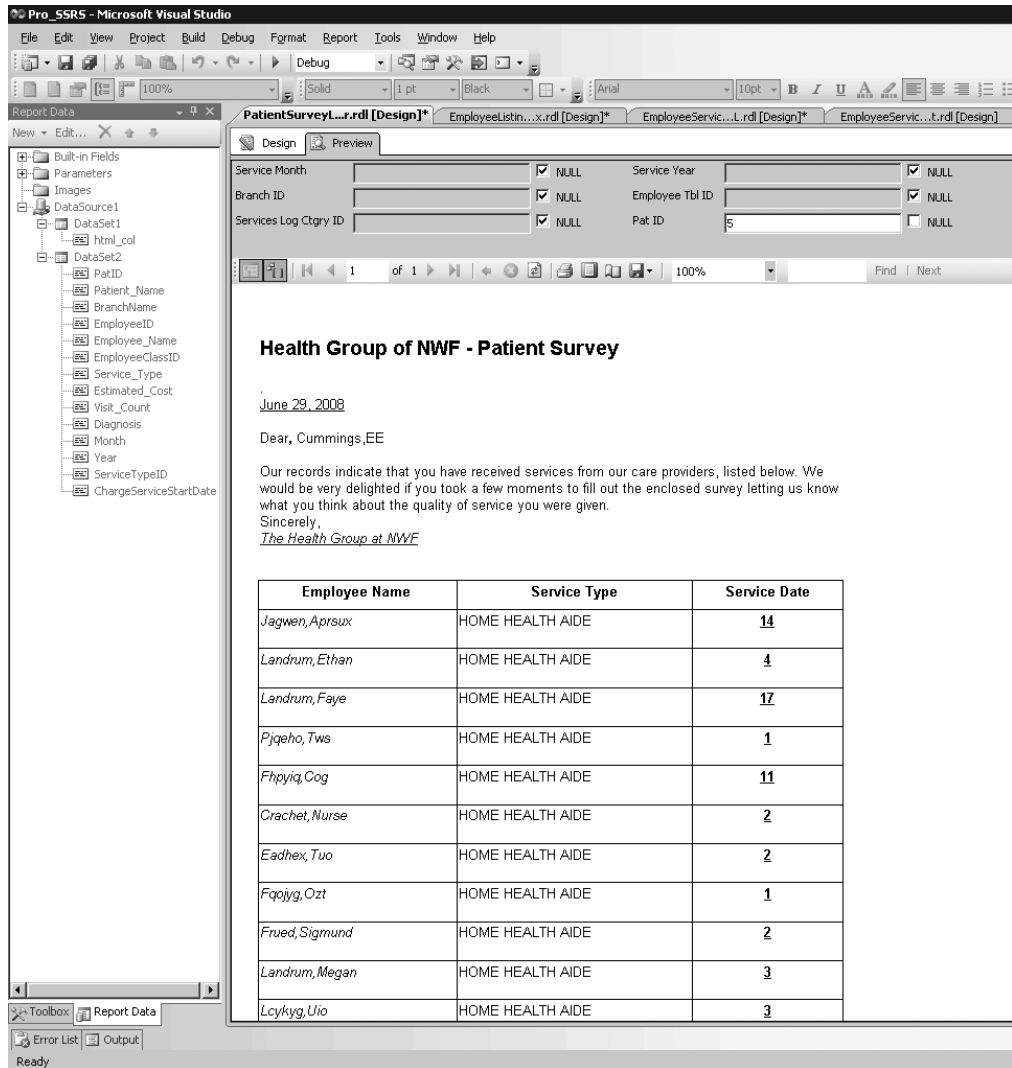 Pro_SSRS - Microsoft Visual Studio
File Edit View Project Build Debug Format Report Tools Window Help
Debug
100% Solid 1 pt Black Arial 10pt B I U A
Report Data
PatientSurveyL...r.rdl [Design]* EmployeeListin...x.rdl [Design]* EmployeeServic...L.rdl [Design]* EmployeeServic...t.rdl [Design]
New Edit...
Design Preview
Built-in Fields
Parameters
Images
DataSource1
DataSet1
html_col
DataSet2
PatID
Patient_Name
BranchName
EmployeeID
Employee_Name
EmployeeClassID
Service_Type
Estimated_Cost
Visit_Count
Diagnosis
Month
Year
ServiceTypeID
ChargeServiceStartDate
Service Month NULL Service Year NULL
Branch ID NULL Employee Tbl ID NULL
Services Log Ctgry ID NULL Pat ID 5 NULL
1 of 1 100% Find | Next
Health Group of NWF - Patient Survey
.
June 29, 2008
Dear, Cummings,EE
Our records indicate that you have received services from our care providers, listed below. We
would be very delighted if you took a few moments to fill out the enclosed survey letting us know
what you think about the quality of service you were given.
Sincerely,
The Health Group at NWF
Employee Name Service Type Service Date
Jagwen,Aprsux HOME HEALTH AIDE 14
Landrum,Ethan HOME HEALTH AIDE 4
Landrum,Faye HOME HEALTH AIDE 17
Pjqeho,Tws HOME HEALTH AIDE 1
Fhpyiq,Cog HOME HEALTH AIDE 11
Crachet,Nurse HOME HEALTH AIDE 2
Eadhex,Tuo HOME HEALTH AIDE 2
Fqojyg,Ozt HOME HEALTH AIDE 1
Frued,Sigmund HOME HEALTH AIDE 2
Landrum,Megan HOME HEALTH AIDE 3
Lcykyg,Uio HOME HEALTH AIDE 3
Toolbox Report Data
Error List Output
Ready